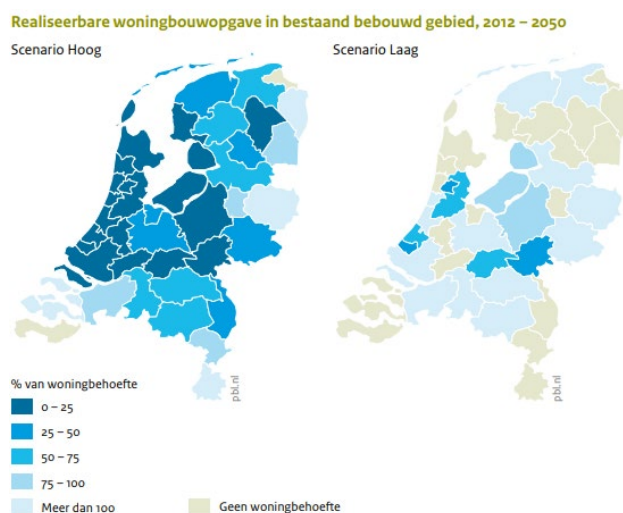 Realiseerbare woningbouwopgave in bestaand bebouwd gebied, 2012 – 2050
Scenario Hoog
Scenario Laag
% van woningbehoefte
0 – 25
25 – 50
50 – 75
75 – 100
Meer dan 100
Geen woningbehoefte
pbl.nl
pbl.nl